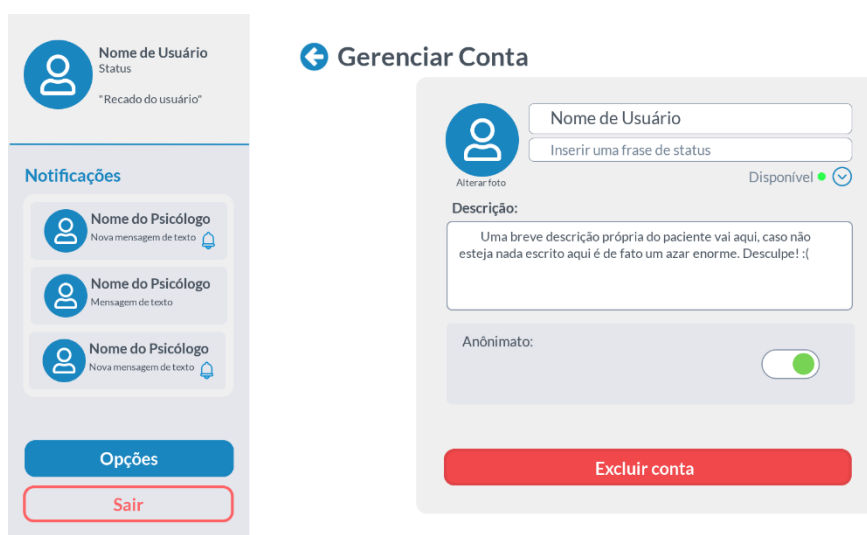 Nome de Usuário
Status
"Recado do usuário"
Notificações
Nome do Psicólogo
Nova mensagem de texto
Nome do Psicólogo
Mensagem de texto
Nome do Psicólogo
Nova mensagem de texto
Opções
Sair
Gerenciar Conta
Nome de Usuário
Inserir uma frase de status
Alterar foto
Disponível
Descrição:
Uma breve descrição própria do paciente vai aqui, caso não
esteja nada escrito aqui é de fato um azar enorme. Desculpe! :(
Anônimato:
Excluir conta